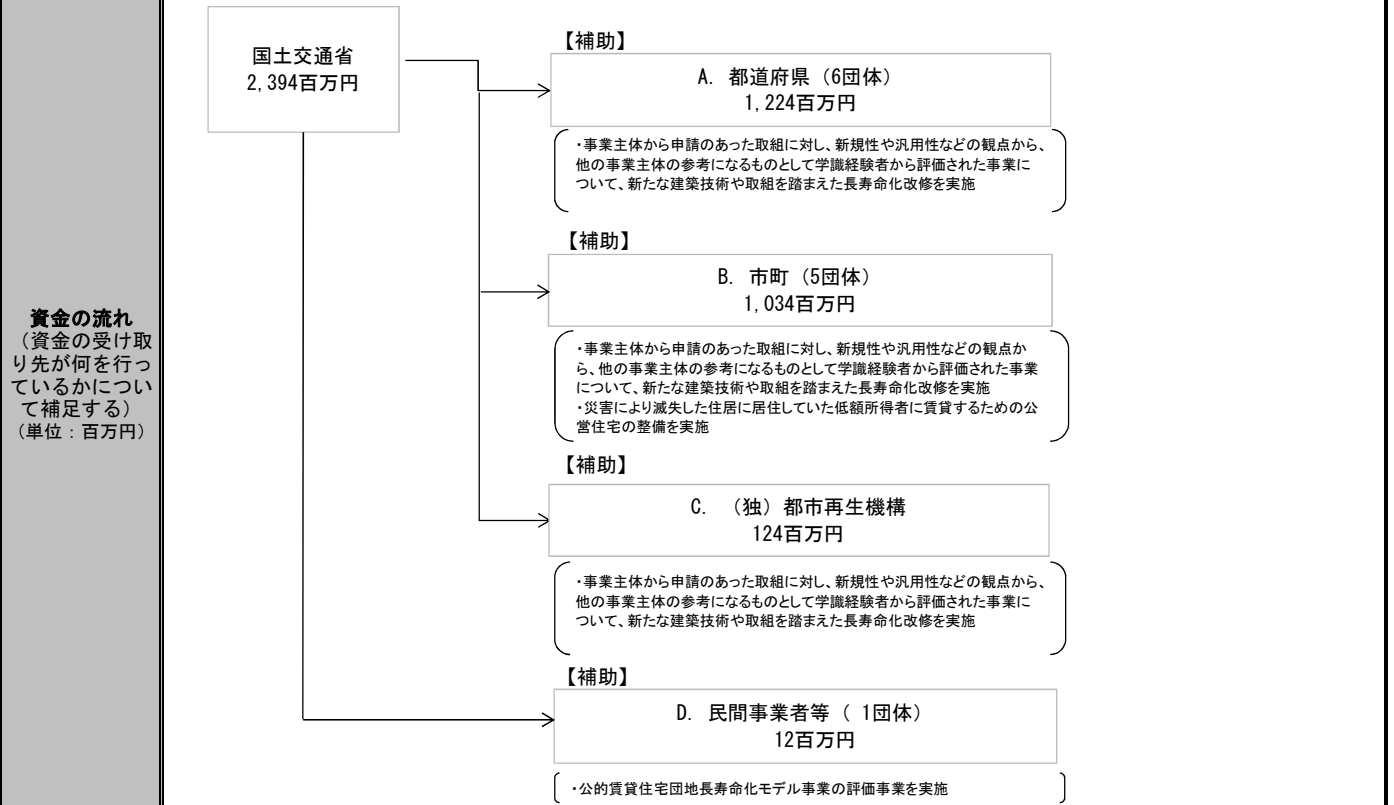 資金の流れ
（資金の受け取
り先が何を行っ
ているかについ
て補足する）
（単位：百万円）
国土交通省
2,394百万円
【補助】
A. 都道府県（6団体）
1,224百万円
・事業主体から申請のあった取組に対し、新規性や汎用性などの観点から、
他の事業主体の参考になるものとして学識経験者から評価された事業に
ついて、新たな建築技術や取組を踏まえた長寿命化改修を実施
【補助】
B. 市町（5団体）
1,034百万円
・事業主体から申請のあった取組に対し、新規性や汎用性などの観点か
ら、他の事業主体の参考になるものとして学識経験者から評価された事業
について、新たな建築技術や取組を踏まえた長寿命化改修を実施
・災害により滅失した住居に居住していた低額所得者に賃貸するための公
営住宅の整備を実施
【補助】
C. （独）都市再生機構
124百万円
・事業主体から申請のあった取組に対し、新規性や汎用性などの観点から、
他の事業主体の参考になるものとして学識経験者から評価された事業に
ついて、新たな建築技術や取組を踏まえた長寿命化改修を実施
【補助】
D. 民間事業者等（ 1団体）
12百万円
・公的賃貸住宅団地長寿命化モデル事業の評価事業を実施